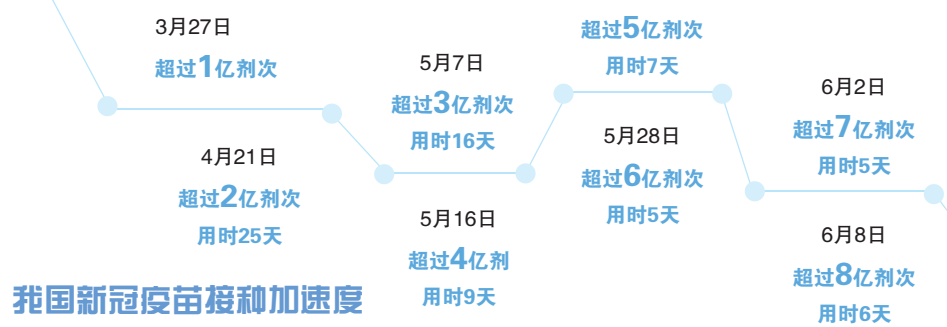 3月27日
超过1亿剂次
4月21日
超过2亿剂次
用时25天
5月7日
超过3亿剂次
用时16天
5月16日
超过4亿剂
用时9天
超过5亿剂次
用时7天
5月28日
超过6亿剂次
用时5天
6月2日
超过7亿剂次
用时5天
6月8日
超过8亿剂次
用时6天
我国新冠疫苗接种加速度